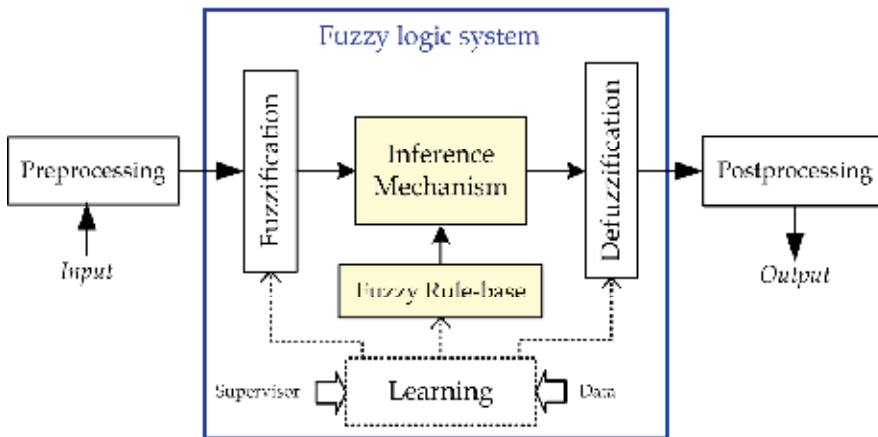 Fuzzy logic system
Preprocessing
Fuzzification
Inference
Mechanism
Defuzzification
Postprocessing
Input
Fuzzy Rule-base
Output
Supervisor
Learning
Data